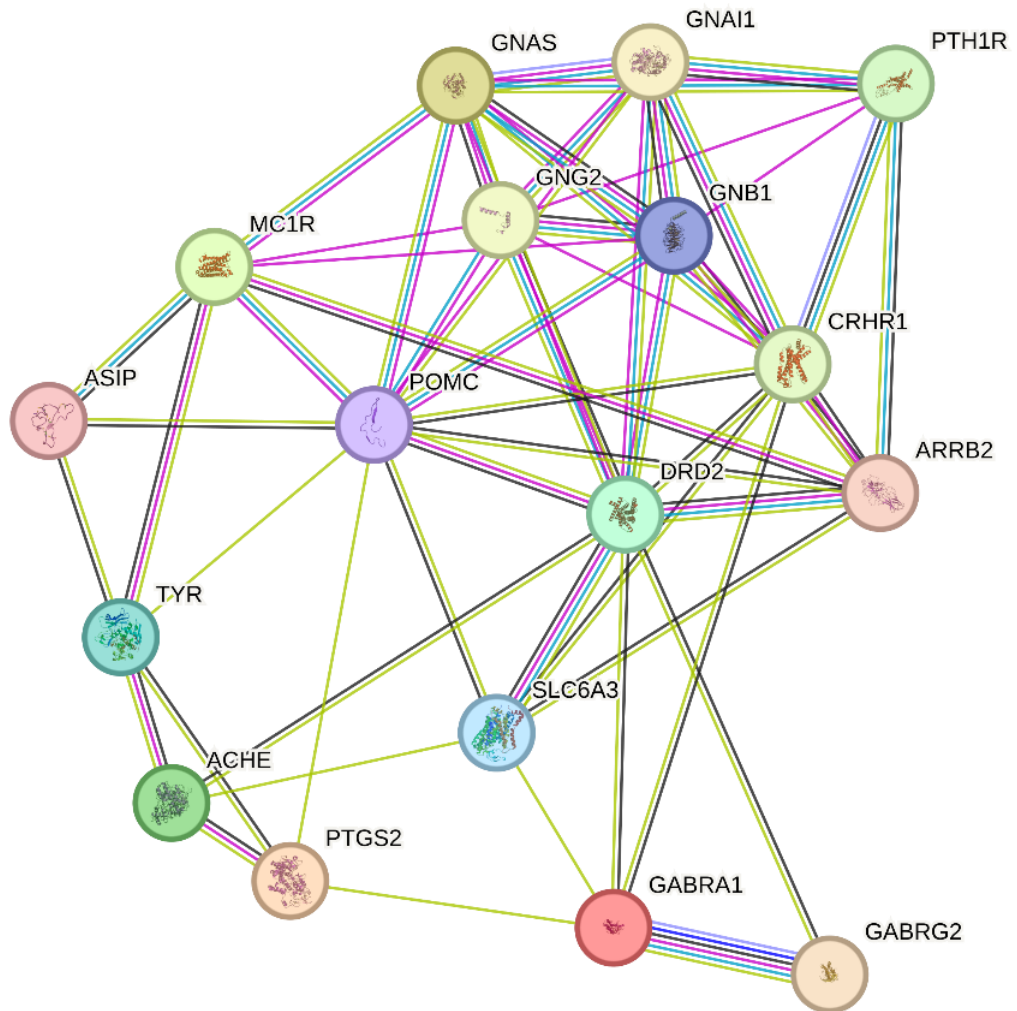 GNAI1
PTH1R
GNAS
GNG2
GNB1
MC1R
CRHR1
ASIP
POMC
ARRB2
DRD2
TYR
SLC6A3
ACHE
PTGS2
GABRA1
GABRG2